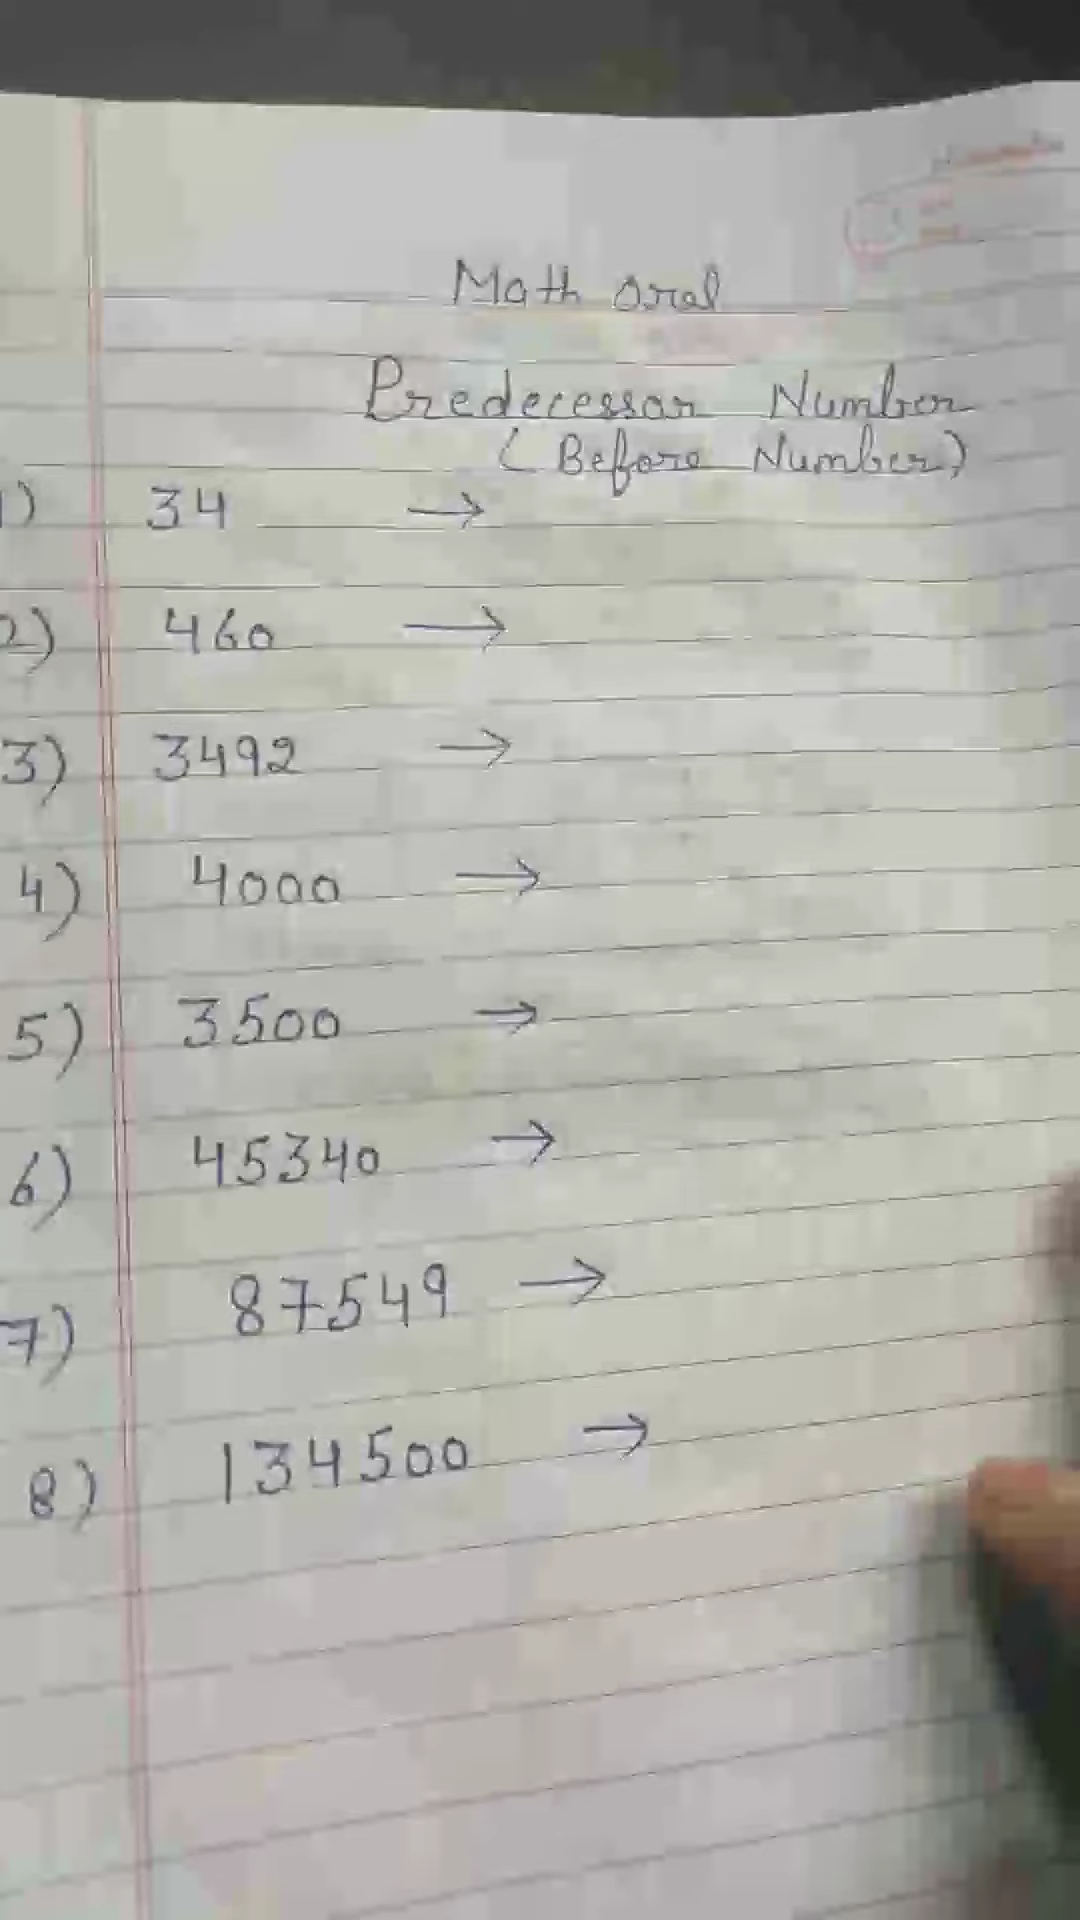 Math oral
Predecessor Number
(Before Number)
1) 34 →
2) 460 →
3) 3492 →
4) 4000 →
5) 3500 →
6) 45340 →
7) 87549 →
8) 134500 →